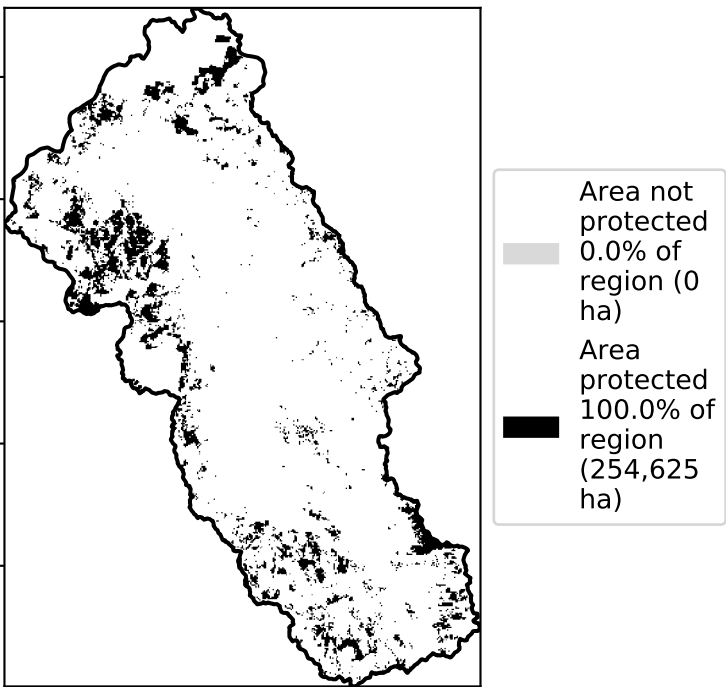 Area not
protected
0.0% of
region (0
ha)
Area
protected
100.0% of
region
(254,625
ha)